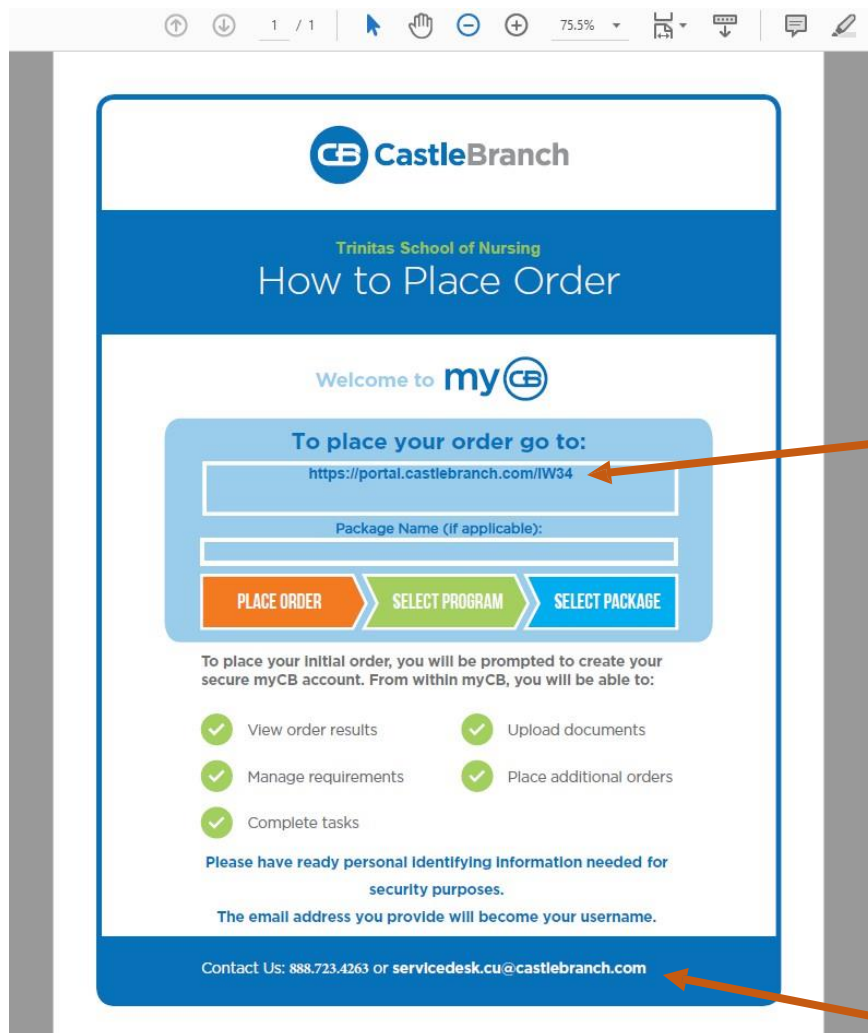 1 / 1 75.5%
CB CastleBranch
Trinitas School of Nursing
How to Place Order
Welcome to my CB
To place your order go to:
https://portal.castlebranch.com/IW34
Package Name (if applicable):
PLACE ORDER SELECT PROGRAM SELECT PACKAGE
To place your initial order, you will be prompted to create your
secure myCB account. From within myCB, you will be able to:
View order results Upload documents
Manage requirements Place additional orders
Complete tasks
Please have ready personal identifying information needed for
security purposes.
The email address you provide will become your username.
Contact Us: 888.723.4263 or servicedesk.cu@castlebranch.com